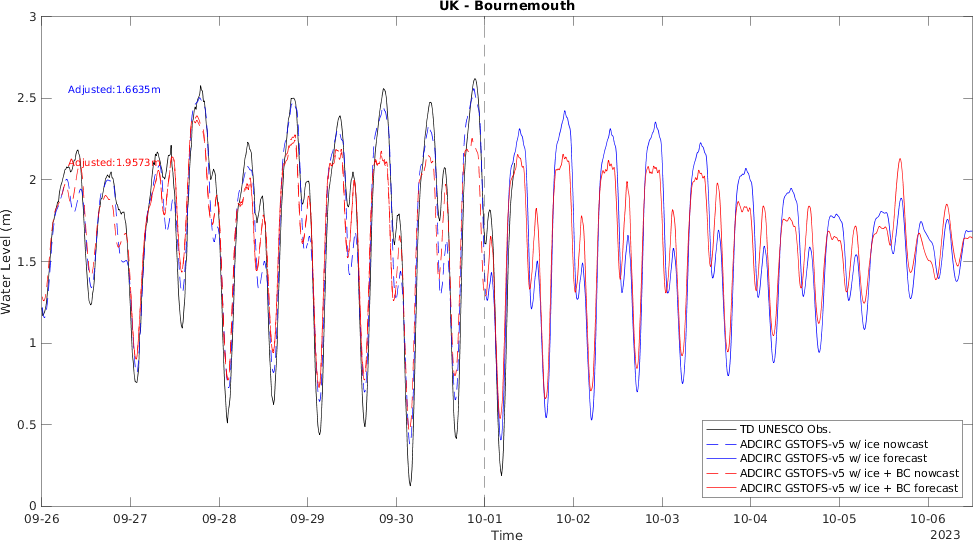 UK - Bournemouth
3
2.5
2
1.5
1
0.5
0
Water Level (m)
Adjusted:1.6635m
Adjusted:1.9573m
TD UNESCO Obs.
ADCIRC GSTOFS-v5 w/ ice nowcast
ADCIRC GSTOFS-v5 w/ ice forecast
ADCIRC GSTOFS-v5 w/ ice + BC nowcast
ADCIRC GSTOFS-v5 w/ ice + BC forecast
09-26 09-27 09-28 09-29 09-30 10-01 10-02 10-03 10-04 10-05 10-06
2023
Time